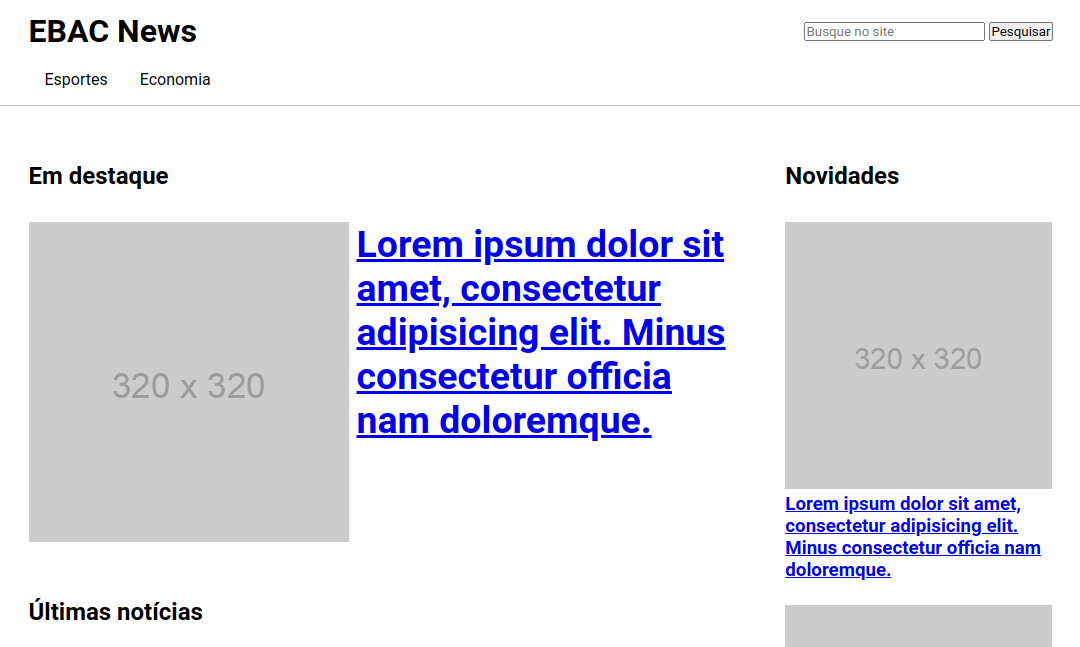 EBAC News
Busque no site
Pesquisar
Esportes
Economia
Em destaque
320 x 320
Lorem ipsum dolor sit
amet, consectetur
adipisicing elit. Minus
consectetur officia
nam doloremque.
Últimas notícias
Novidades
320 x 320
Lorem ipsum dolor sit amet,
consectetur adipisicing elit.
Minus consectetur officia nam
doloremque.